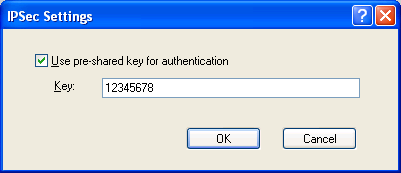 IPSec Settings
Use pre-shared key for authentication
Key: 12345678
OK Cancel